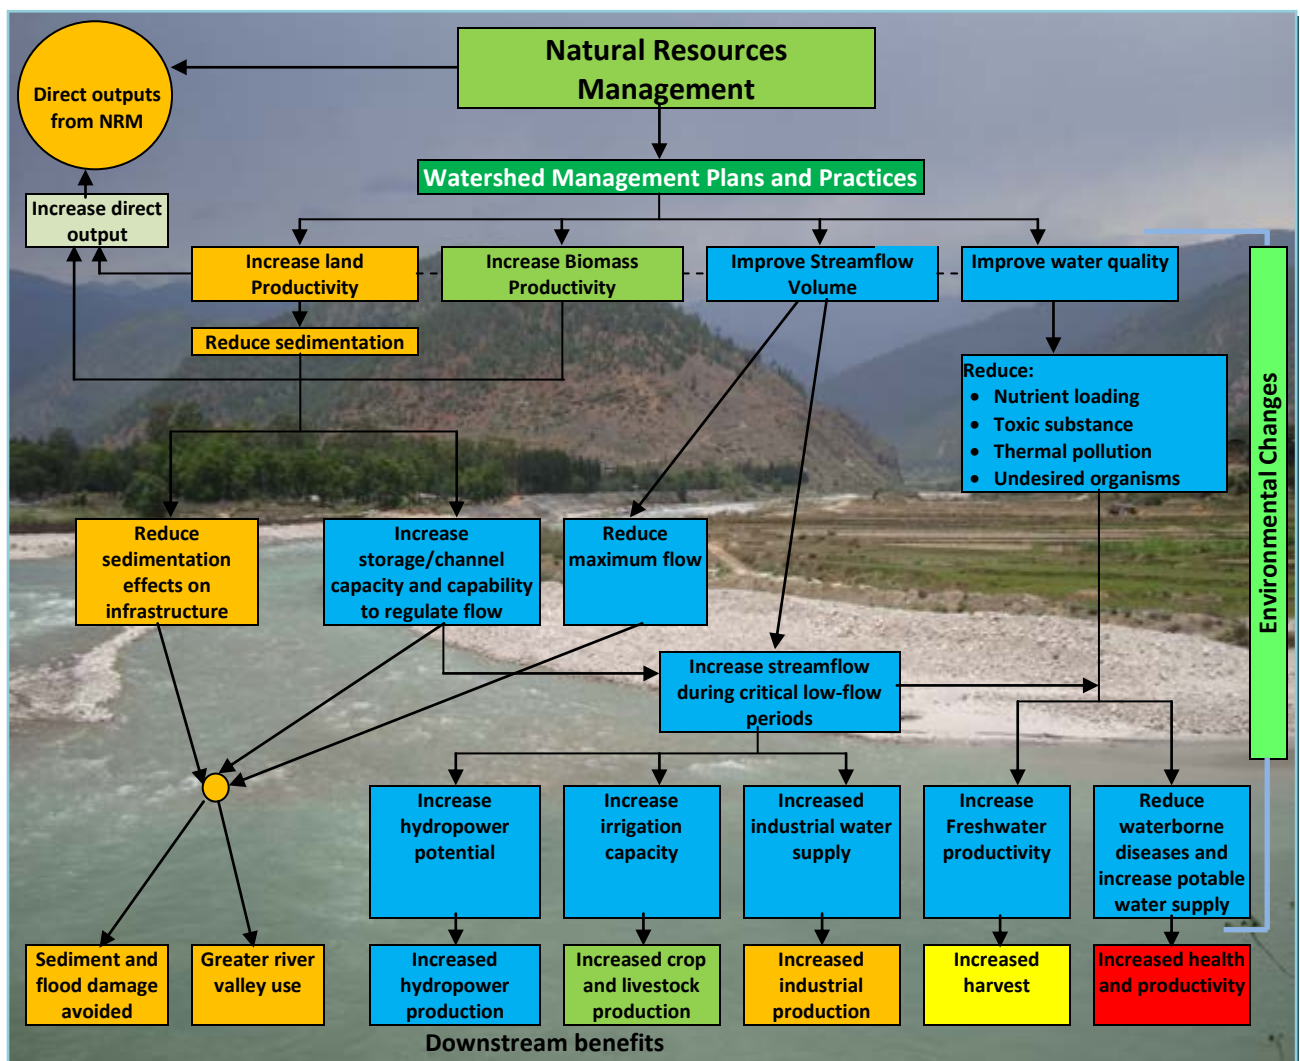 Natural Resources
Management
Direct outputs
from NRM
Watershed Management Plans and Practices
Increase direct
output
Increase land
Productivity
Increase Biomass
Productivity
Improve Streamflow
Volume
Improve water quality
Reduce sedimentation
Reduce:
• Nutrient loading
• Toxic substance
• Thermal pollution
• Undesired organisms
Environmental Changes
Reduce
sedimentation
effects on
infrastructure
Increase
storage/channel
capacity and capability
to regulate flow
Reduce
maximum flow
Increase streamflow
during critical low-flow
periods
Increase
hydropower
potential
Increase
irrigation
capacity
Increased
industrial water
supply
Increase
Freshwater
productivity
Reduce
waterborne
diseases and
increase potable
water supply
Sediment and
flood damage
avoided
Greater river
valley use
Increased
hydropower
production
Increased crop
and livestock
production
Increased
industrial
production
Increased
harvest
Increased health
and productivity
Downstream benefits